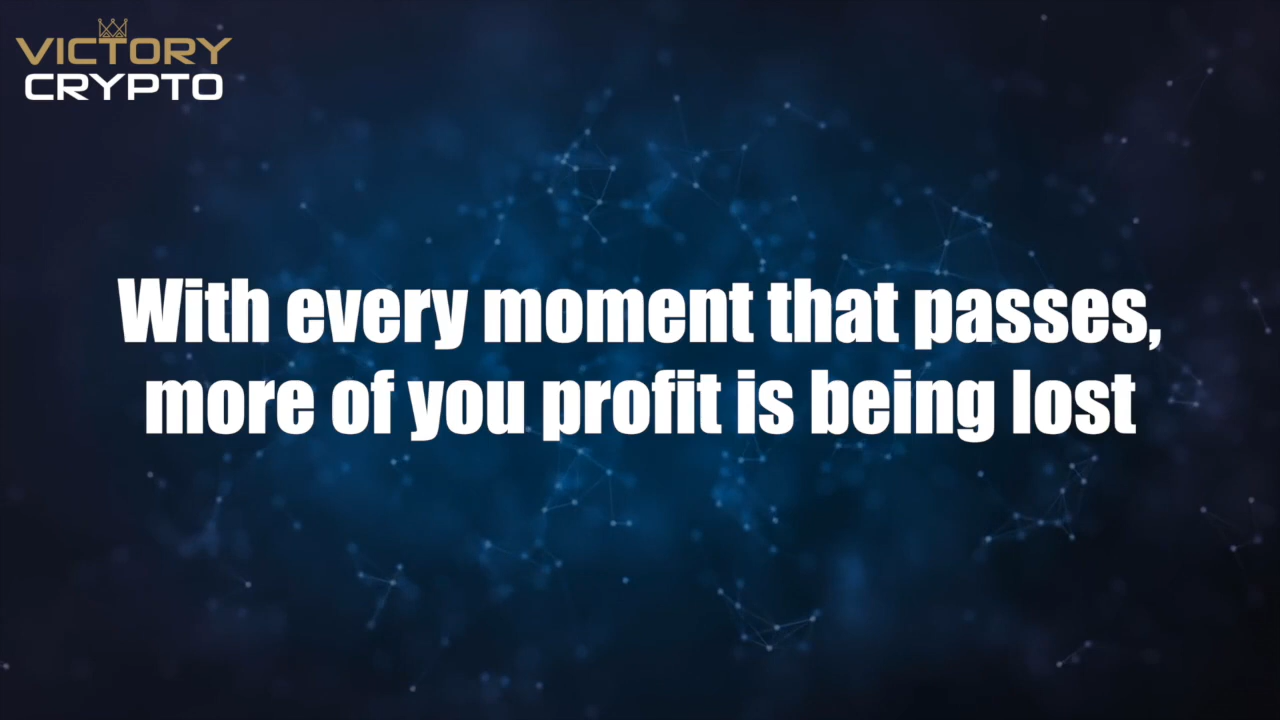 VICTORY
CRYPTO
With every moment that passes,
more of you profit is being lost